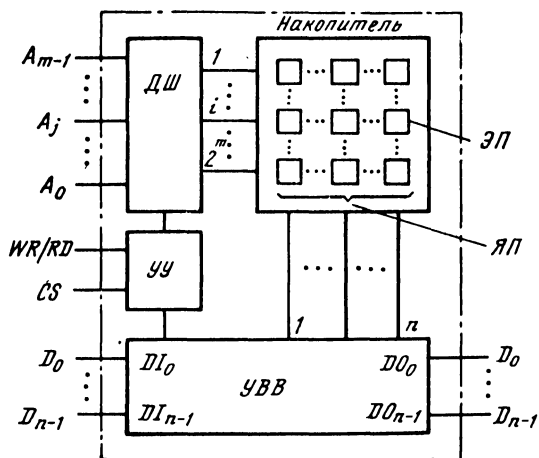 Накопитель
A_{m-1}
ДШ
1
A_j
i
ЭП
2^m
A_0
ЯП
WR/RD
УУ
CS
1
n
D_0
DI_0
DO_0
D_0
УВВ
D_{n-1}
DI_{n-1}
DO_{n-1}
D_{n-1}